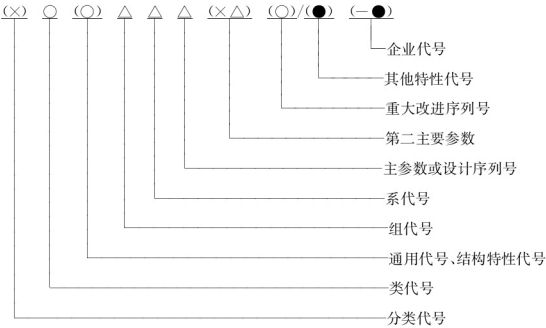 (×) ○ (○) △ △ △ (×△) (○)/(●) (—●)
企业代号
其他特性代号
重大改进序列号
第二主要参数
主参数或设计序列号
系代号
组代号
通用代号、结构特性代号
类代号
分类代号